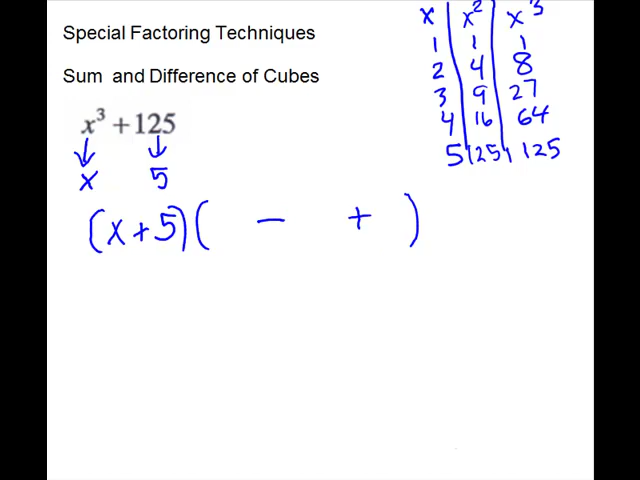 Special Factoring Techniques
Sum and Difference of Cubes
x³ + 125
x 5
(x + 5)( - + )
x x² x³
1 1 1
2 4 8
3 9 27
4 16 64
5 25 125